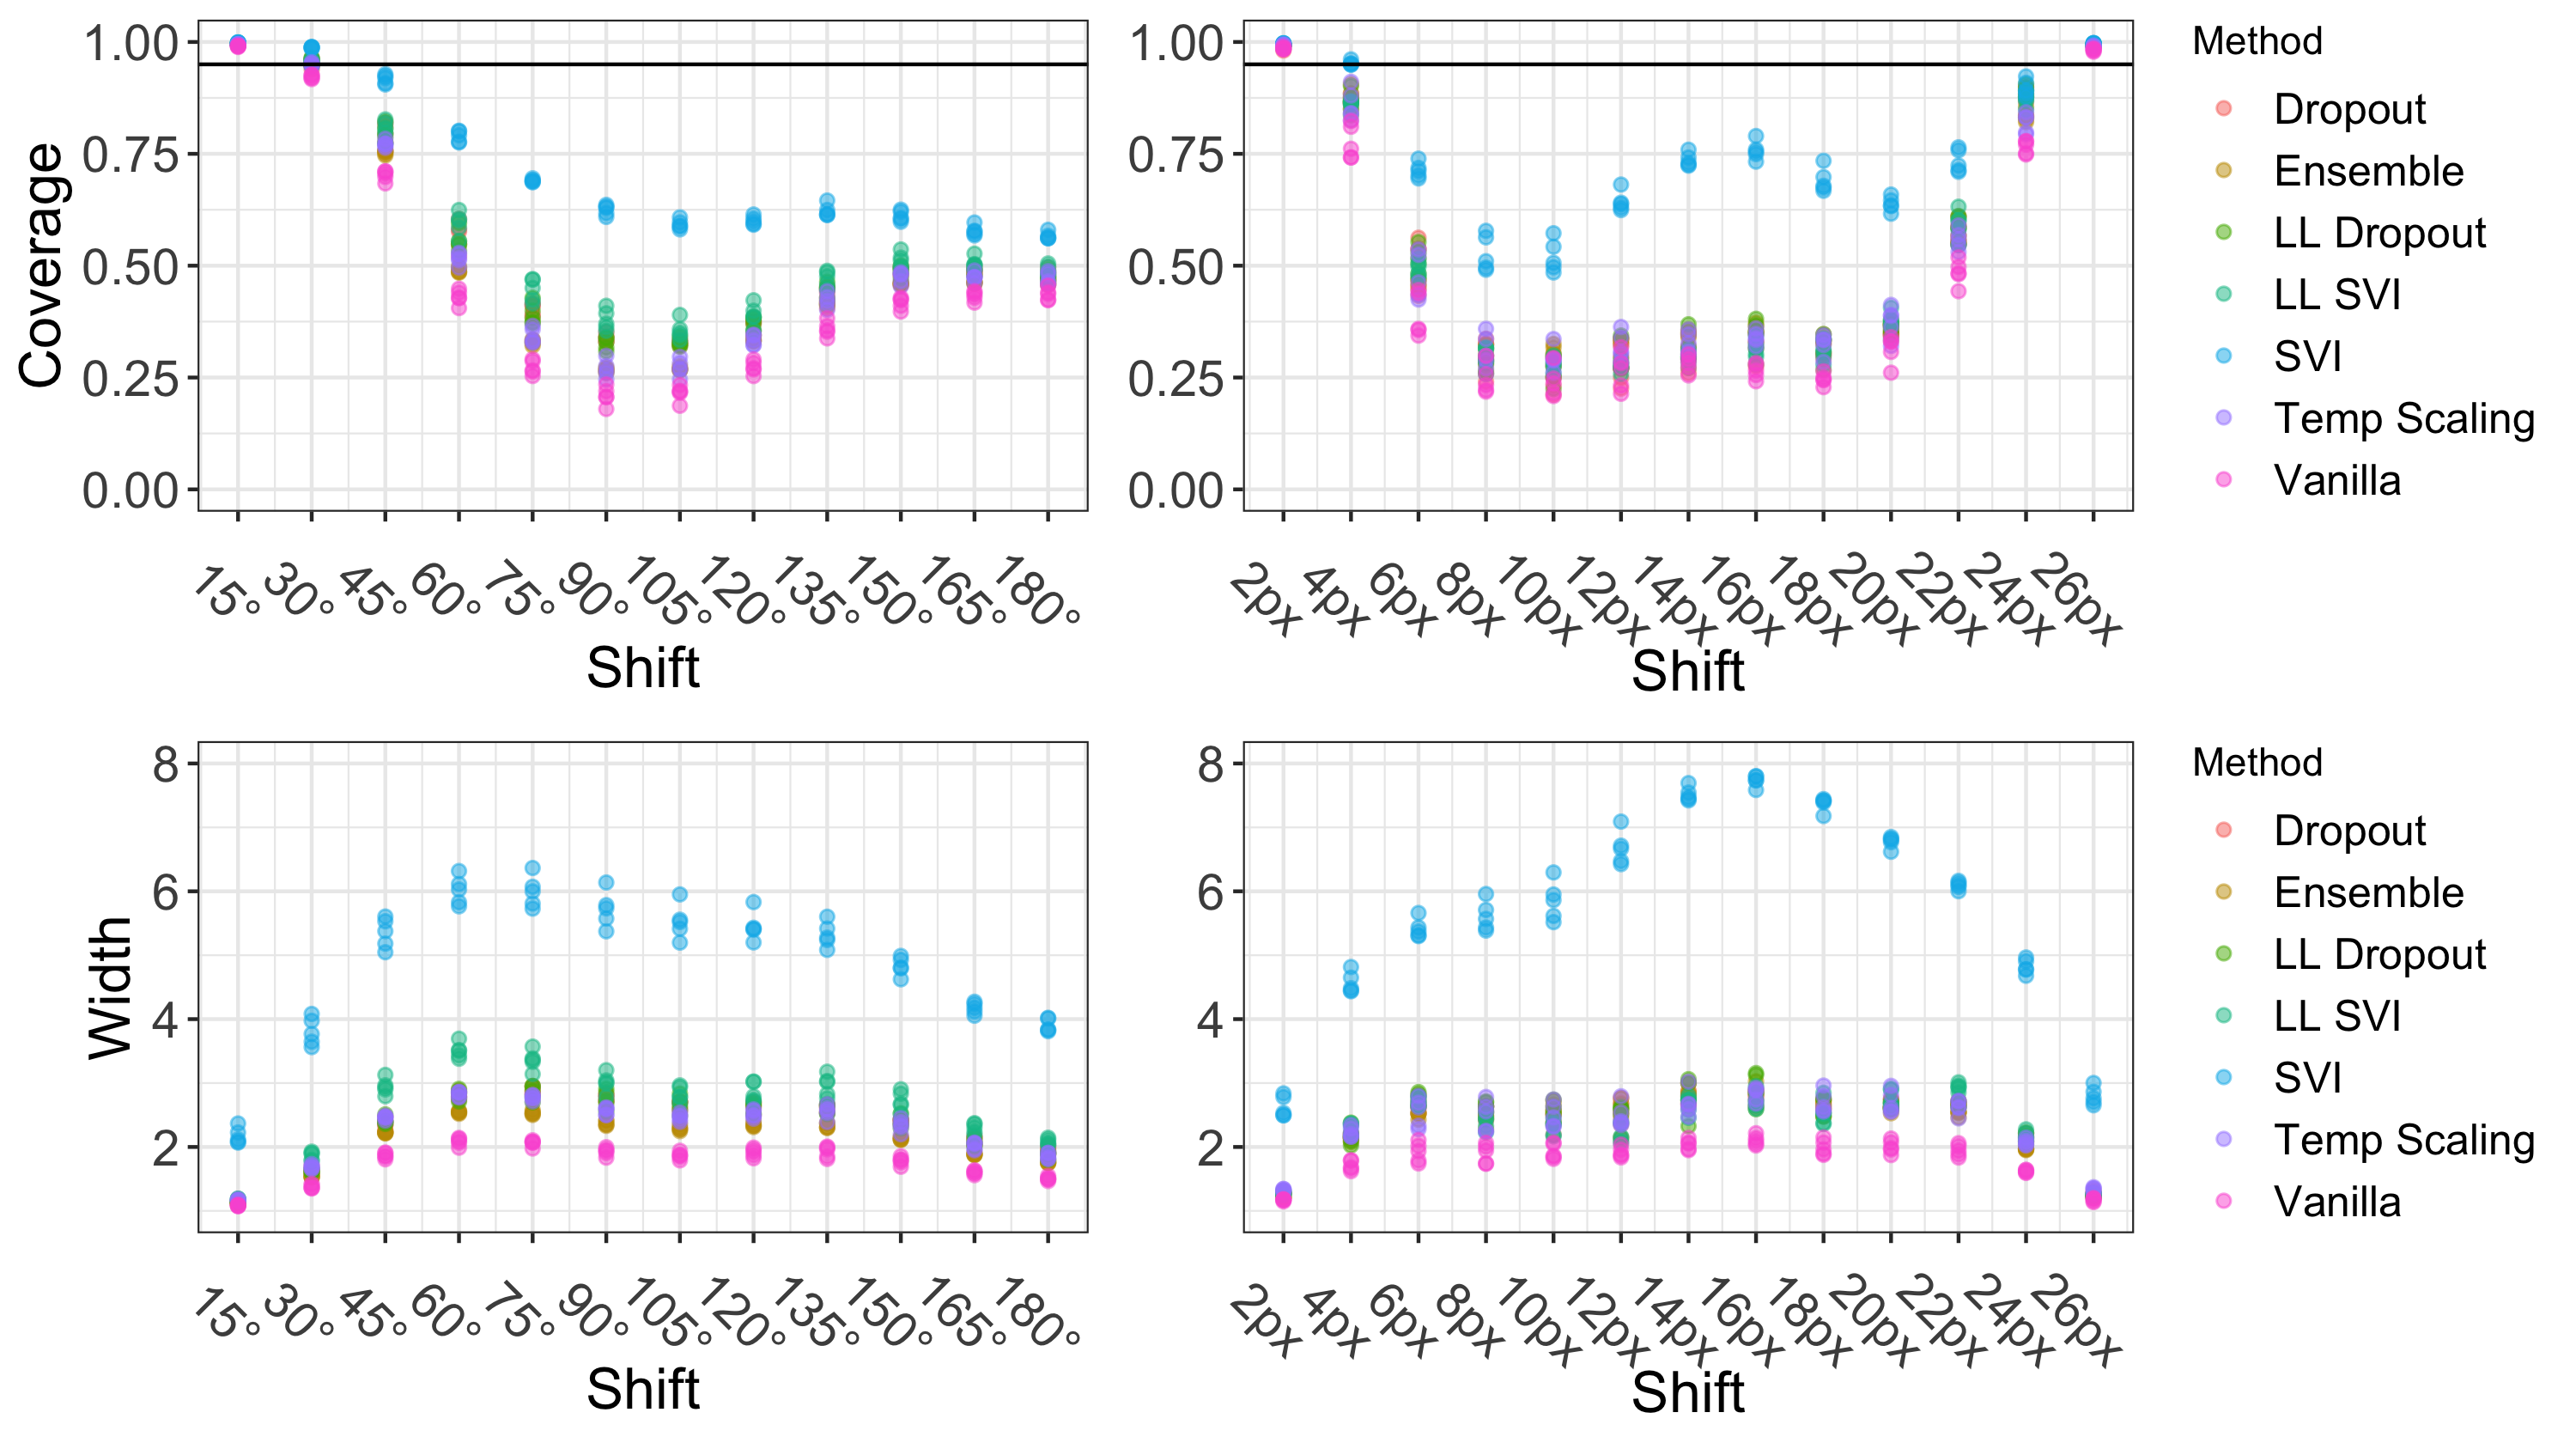 Coverage
1.00
0.75
0.50
0.25
0.00
15°
30°
45°
60°
75°
90°
105°
120°
135°
150°
165°
180°
Shift
1.00
0.75
0.50
0.25
0.00
2px
4px
6px
8px
10px
12px
14px
16px
18px
20px
22px
24px
26px
Shift
Method
Dropout
Ensemble
LL Dropout
LL SVI
SVI
Temp Scaling
Vanilla
Width
8
6
4
2
15°
30°
45°
60°
75°
90°
105°
120°
135°
150°
165°
180°
Shift
8
6
4
2
2px
4px
6px
8px
10px
12px
14px
16px
18px
20px
22px
24px
26px
Shift
Method
Dropout
Ensemble
LL Dropout
LL SVI
SVI
Temp Scaling
Vanilla